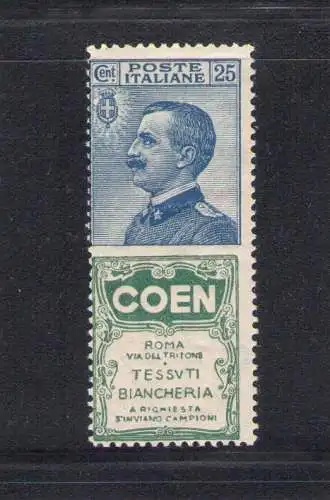 Cent. POSTE ITALIANE 25
COEN
ROMA
VIA DEL TRITONE
TESSVTI
BIANCHERIA
A RICHIESTA
S'INVIANO CAMPIONI